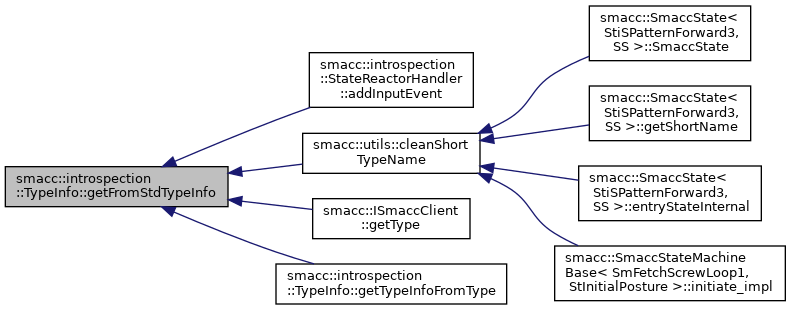 smacc::introspection
::TypeInfo::getFromStdTypeInfo
smacc::introspection
::StateReactorHandler
::addInputEvent
smacc::utils::cleanShort
TypeName
smacc::ISmaccClient
::getType
smacc::introspection
::TypeInfo::getTypeInfoFromType
smacc::SmaccState<
StiSPatternForward3,
SS >::SmaccState
smacc::SmaccState<
StiSPatternForward3,
SS >::getShortName
smacc::SmaccState<
StiSPatternForward3,
SS >::entryStateInternal
smacc::SmaccStateMachine
Base< SmFetchScrewLoop1,
StInitialPosture >::initiate_impl